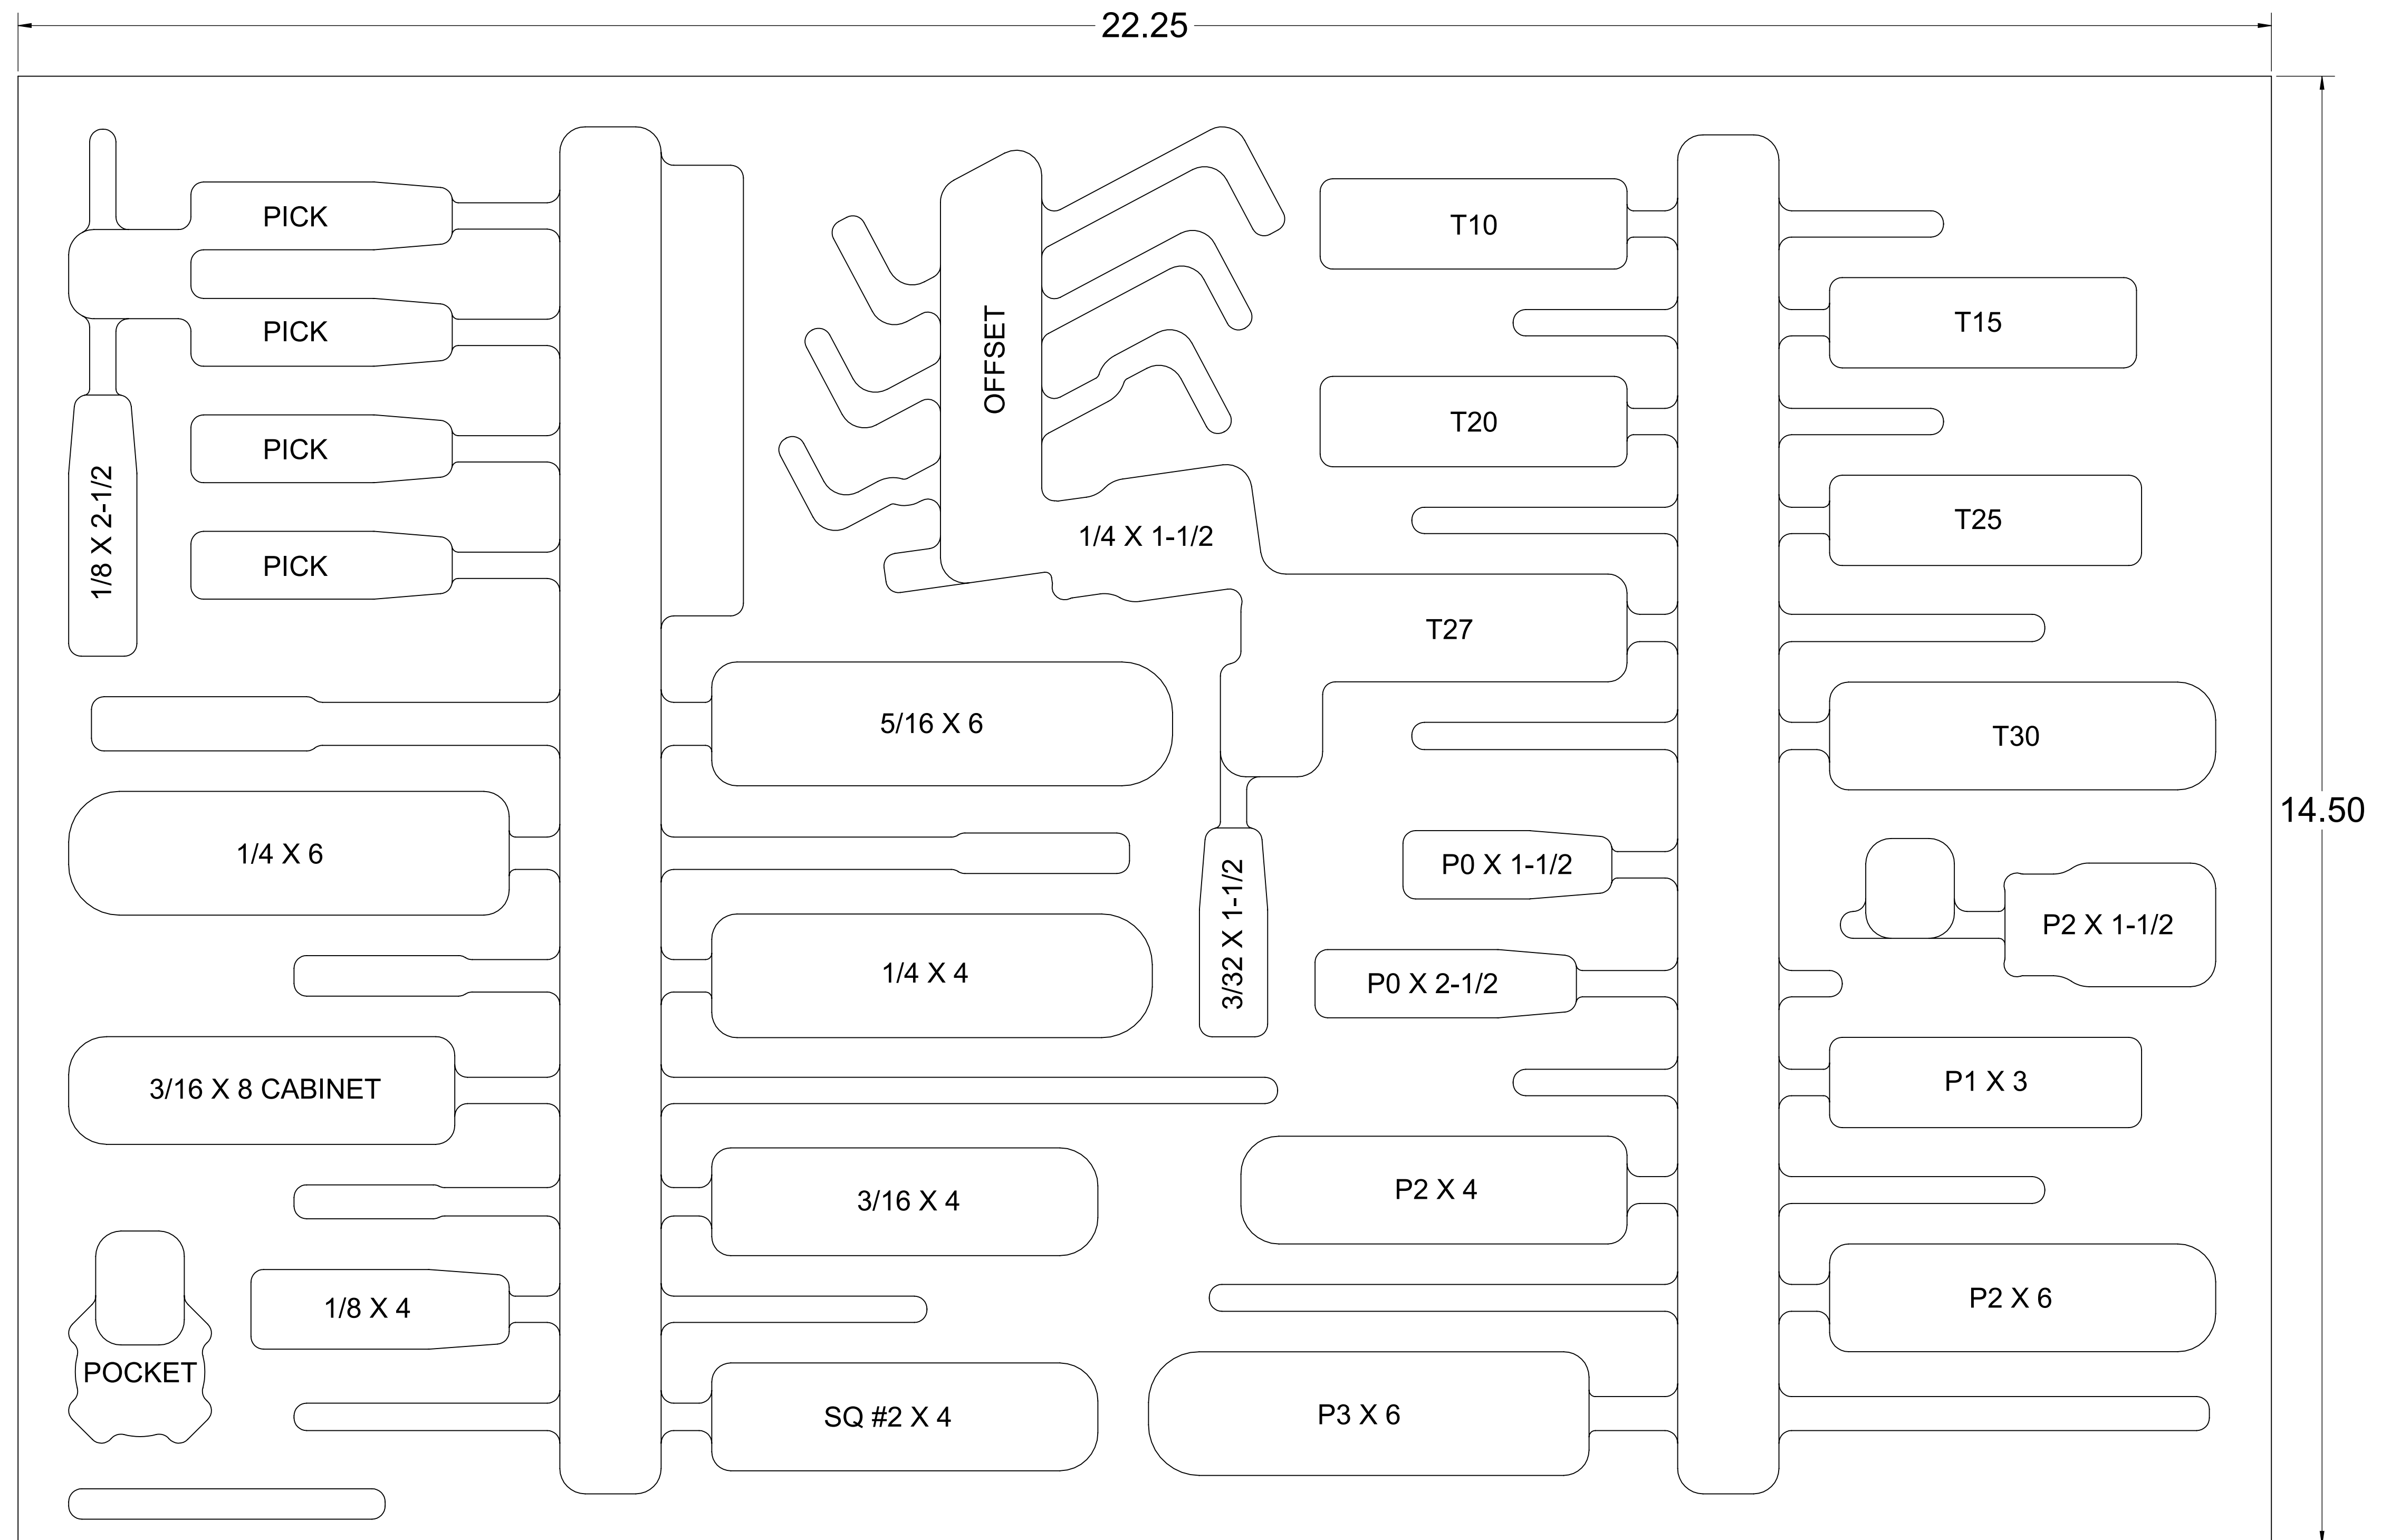 22.25
14.50
PICK
PICK
PICK
PICK
1/8 X 2-1/2
OFFSET
1/4 X 1-1/2
T10
T15
T20
T25
T27
T30
5/16 X 6
1/4 X 6
1/4 X 4
3/16 X 8 CABINET
3/16 X 4
1/8 X 4
SQ #2 X 4
POCKET
3/32 X 1-1/2
P0 X 1-1/2
P2 X 1-1/2
P0 X 2-1/2
P1 X 3
P2 X 4
P2 X 6
P3 X 6